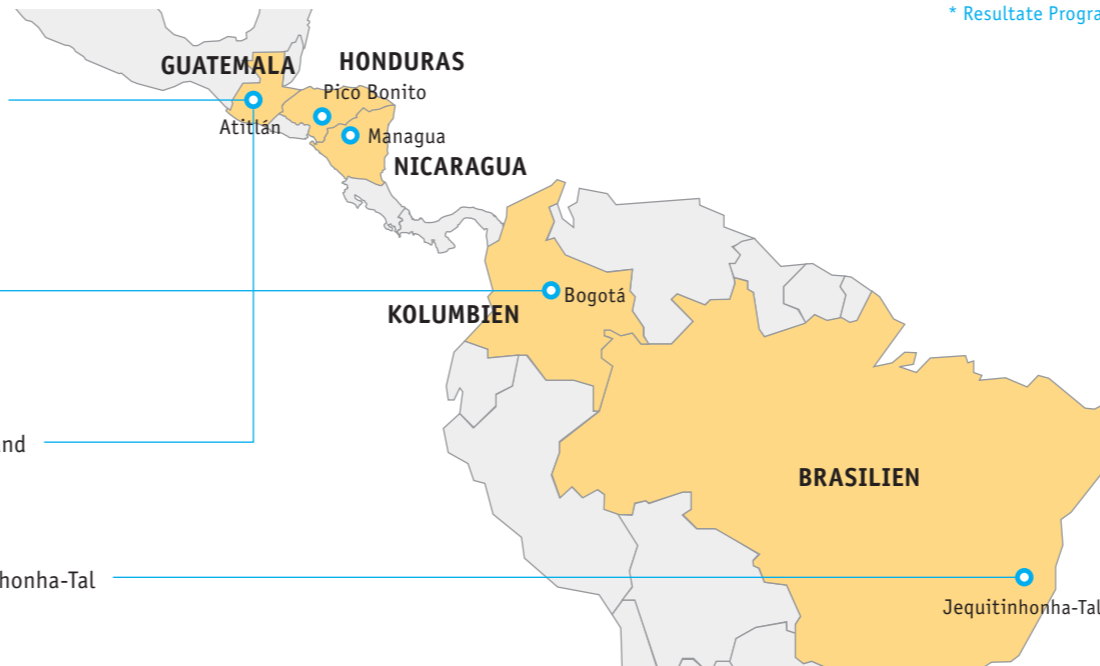 * Resultate Progra
GUATEMALA
HONDURAS
Pico Bonito
Atitlán
Managua
NICARAGUA
Bogotá
KOLUMBIEN
nd
BRASILIEN
honha-Tal
Jequitinhonha-Tal